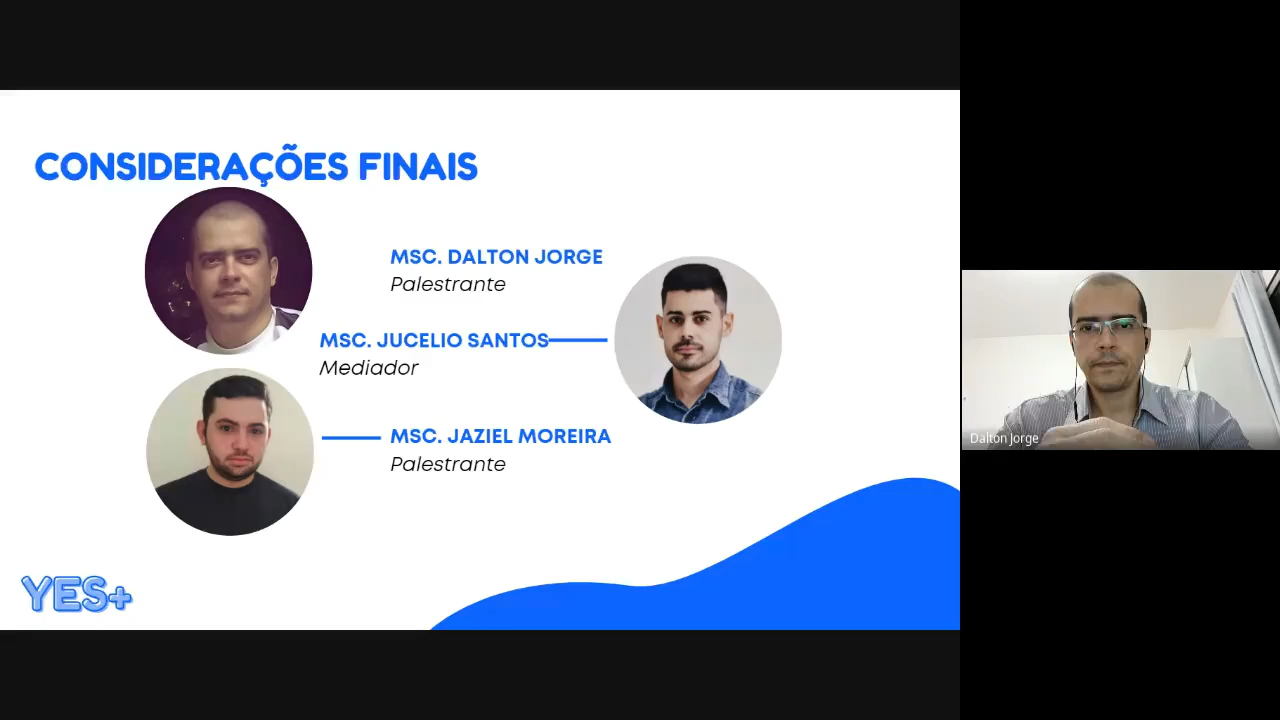 CONSIDERAÇÕES FINAIS
MSC. DALTON JORGE
Palestrante
MSC. JUCELIO SANTOS
Mediador
MSC. JAZIEL MOREIRA
Palestrante
YES+
Dalton Jorge